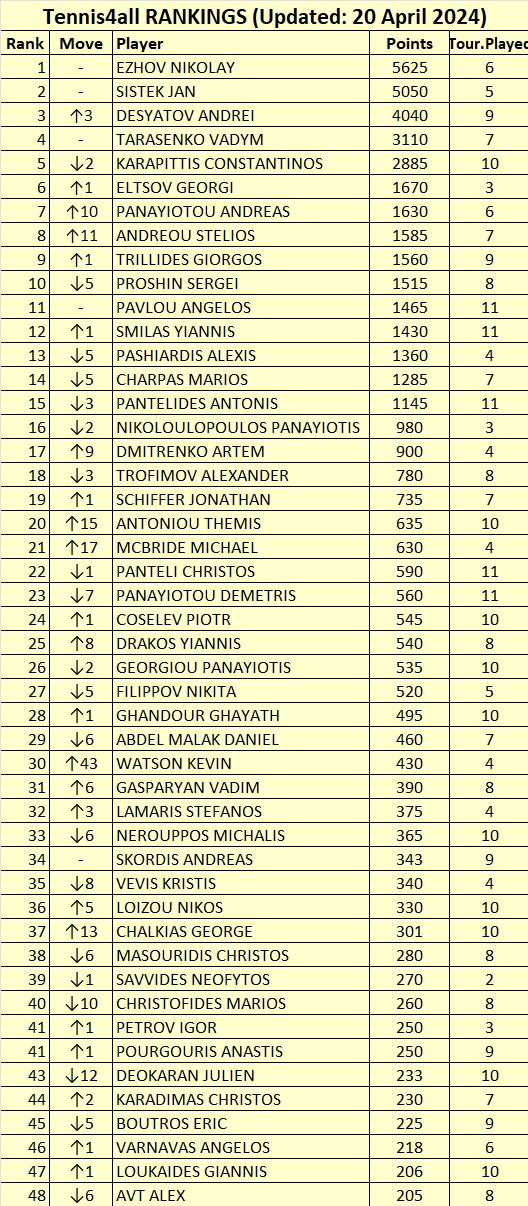 Tennis4all RANKINGS (Updated: 20 April 2024)
Rank Move Player Points Tour.Played
1 - EZHOV NIKOLAY 5625 6
2 - SISTEK JAN 5050 5
3 ↑3 DESYATOV ANDREI 4040 9
4 - TARASENKO VADYM 3110 7
5 ↓2 KARAPITTIS CONSTANTINOS 2885 10
6 ↑1 ELTSOV GEORGI 1670 3
7 ↑10 PANAYIOTOU ANDREAS 1630 6
8 ↑11 ANDREOU STELIOS 1585 7
9 ↑1 TRILLIDES GIORGOS 1560 9
10 ↓5 PROSHIN SERGEI 1515 8
11 - PAVLOU ANGELOS 1465 11
12 ↑1 SMILAS YIANNIS 1430 11
13 ↓5 PASHIARDIS ALEXIS 1360 4
14 ↓5 CHARPAS MARIOS 1285 7
15 ↓3 PANTELIDES ANTONIS 1145 11
16 ↓2 NIKOLOULOPOULOS PANAYIOTIS 980 3
17 ↑9 DMITRENKO ARTEM 900 4
18 ↓3 TROFIMOV ALEXANDER 780 8
19 ↑1 SCHIFFER JONATHAN 735 7
20 ↑15 ANTONIOU THEMIS 635 10
21 ↑17 MCBRIDE MICHAEL 630 4
22 ↓1 PANTELI CHRISTOS 590 11
23 ↓7 PANAYIOTOU DEMETRIS 560 11
24 ↑1 COSELEV PIOTR 545 10
25 ↑8 DRAKOS YIANNIS 540 8
26 ↓2 GEORGIOU PANAYIOTIS 535 10
27 ↓5 FILIPPOV NIKITA 520 5
28 ↑1 GHANDOUR GHAYATH 495 10
29 ↓6 ABDEL MALAK DANIEL 460 7
30 ↑43 WATSON KEVIN 430 4
31 ↑6 GASPARYAN VADIM 390 8
32 ↑3 LAMARIS STEFANOS 375 4
33 ↓6 NEROUPPOS MICHALIS 365 10
34 - SKORDIS ANDREAS 343 9
35 ↓8 VEVIS KRISTIS 340 4
36 ↑5 LOIZOU NIKOS 330 10
37 ↑13 CHALKIAS GEORGE 301 10
38 ↓6 MASOURIDIS CHRISTOS 280 8
39 ↓1 SAVVIDES NEOFYTOS 270 2
40 ↓10 CHRISTOFIDES MARIOS 260 8
41 ↑1 PETROV IGOR 250 3
41 ↑1 POURGOURIS ANASTIS 250 9
43 ↓12 DEOKARAN JULIEN 233 10
44 ↑2 KARADIMAS CHRISTOS 230 7
45 ↓5 BOUTROS ERIC 225 9
46 ↑1 VARNAVAS ANGELOS 218 6
47 ↑1 LOUKAIDES GIANNIS 206 10
48 ↓6 AVT ALEX 205 8